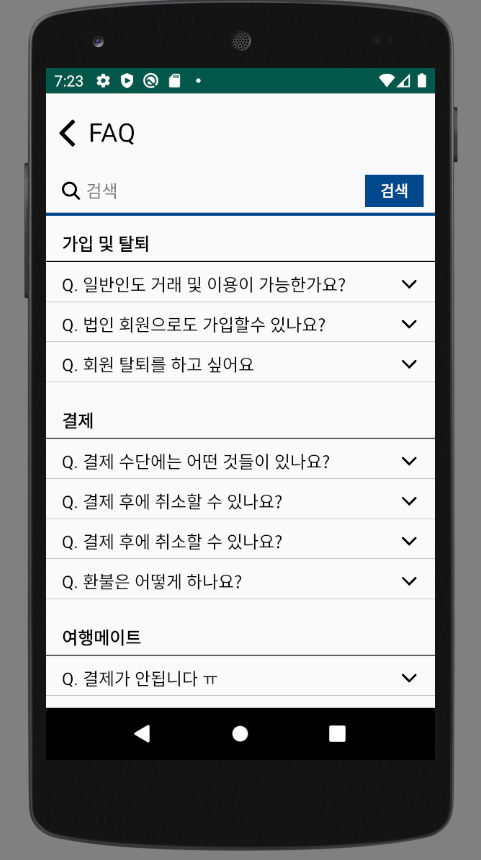 7:23
FAQ
검색 검색
가입 및 탈퇴
Q. 일반인도 거래 및 이용이 가능한가요?
Q. 법인 회원으로도 가입할수 있나요?
Q. 회원 탈퇴를 하고 싶어요
결제
Q. 결제 수단에는 어떤 것들이 있나요?
Q. 결제 후에 취소할 수 있나요?
Q. 결제 후에 취소할 수 있나요?
Q. 환불은 어떻게 하나요?
여행메이트
Q. 결제가 안됩니다 ㅠ